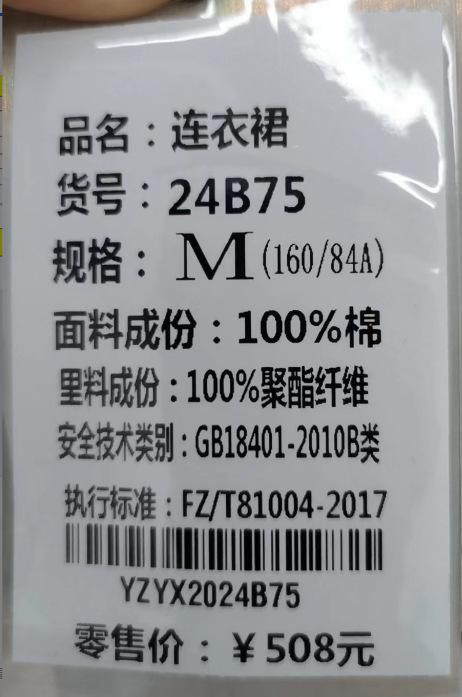 品名：连衣裙
货号：24B75
规格：M(160/84A)
面料成份：100%棉
里料成份：100%聚酯纤维
安全技术类别：GB18401-2010B类
执行标准：FZ/T81004-2017
YZYX2024B75
零售价：￥508元